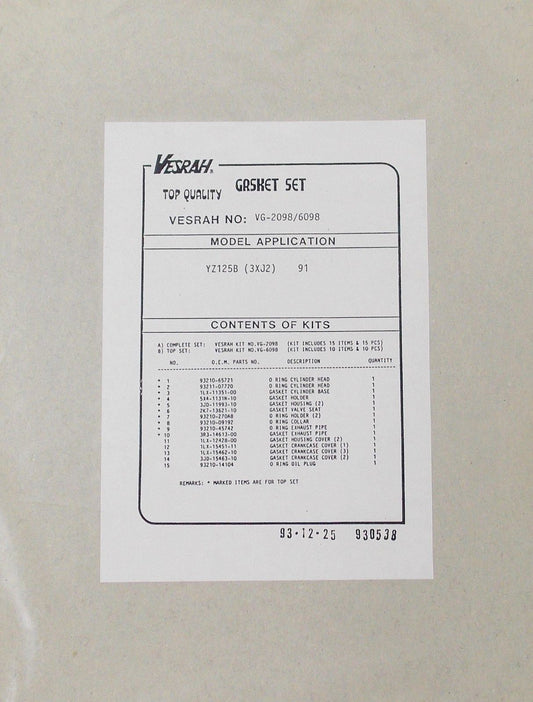 VESRAH®
TOP QUALITY GASKET SET
VESRAH NO: VG-2098/6098
MODEL APPLICATION
YZ125B (3XJ2) 91
CONTENTS OF KITS
A) COMPLETE SET: VESRAH KIT NO.VG-2098 (KIT INCLUDES 15 ITEMS & 15 PCS)
B) TOP SET: VESRAH KIT NO.VG-6098 (KIT INCLUDES 10 ITEMS & 10 PCS)
NO. O.E.M. PARTS NO. DESCRIPTION QUANTITY
* 1 93210-65721 O RING CYLINDER HEAD 1
* 2 93211-07770 O RING CYLINDER HEAD 1
* 3 1LX-11351-00 GASKET CYLINDER BASE 1
* 4 5X4-1131N-10 GASKET HOLDER 1
* 5 3JD-11993-10 GASKET HOUSING (2) 1
* 6 2K7-13621-10 GASKET VALVE SEAT 1
* 7 93210-270A8 O RING HOLDER (2) 1
* 8 93210-09192 O RING COLLAR 1
* 9 93210-45742 O RING EXHAUST PIPE 1
* 10 3R3-14613-00 GASKET EXHAUST PIPE 1
11 1LX-12428-00 GASKET HOUSING COVER (2) 1
12 1LX-15451-11 GASKET CRANKCASE COVER (1) 1
13 1LX-15462-10 GASKET CRANKCASE COVER (3) 1
14 3JD-15463-10 GASKET CRANKCASE COVER (2) 1
15 93210-14104 O RING OIL PLUG 1
REMARKS: * MARKED ITEMS ARE FOR TOP SET
93·12·25 930538